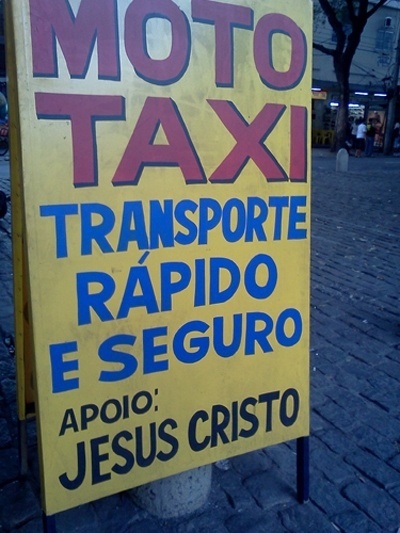 MOTO
TAXI
TRANSPORTE
RÁPIDO
E SEGURO
APOIO:
JESUS CRISTO